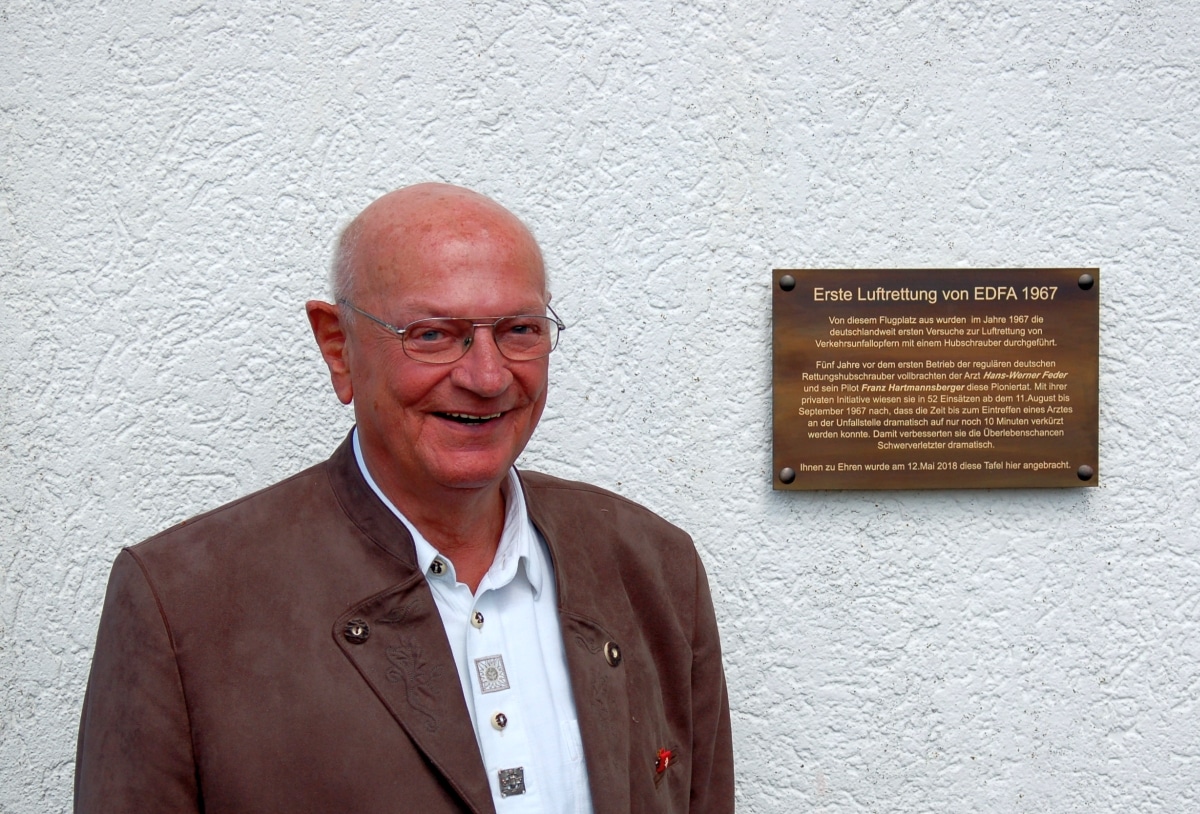 Erste Luftrettung von EDFA 1967
Von diesem Flugplatz aus wurden im Jahre 1967 die
deutschlandweit ersten Versuche zur Luftrettung von
Verkehrsunfallopfern mit einem Hubschrauber durchgeführt.
Fünf Jahre vor dem ersten Betrieb der regulären deutschen
Rettungshubschrauber vollbrachten der Arzt Hans-Werner Feder
und sein Pilot Franz Hartmannsberger diese Pioniertat. Mit ihrer
privaten Initiative wiesen sie in 52 Einsätzen ab dem 11.August bis
September 1967 nach, dass die Zeit bis zum Eintreffen eines Arztes
an der Unfallstelle dramatisch auf nur noch 10 Minuten verkürzt
werden konnte. Damit verbesserten sie die Überlebenschancen
Schwerverletzter dramatisch.
Ihnen zu Ehren wurde am 12.Mai 2018 diese Tafel hier angebracht.